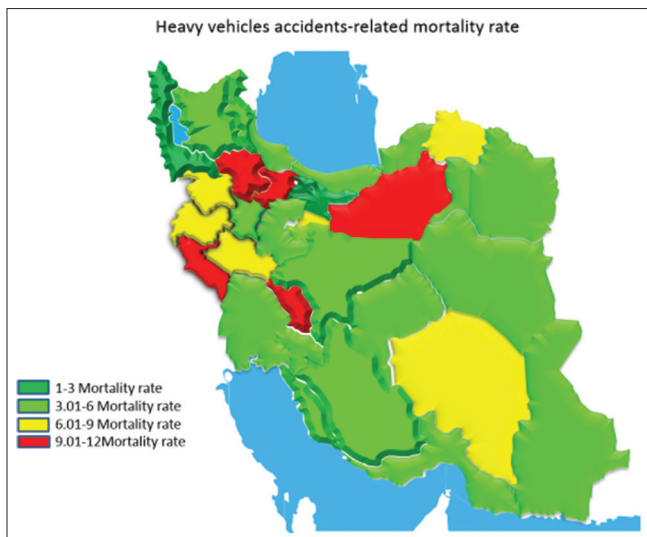 Heavy vehicles accidents-related mortality rate
1-3 Mortality rate
3.01-6 Mortality rate
6.01-9 Mortality rate
9.01-12Mortality rate